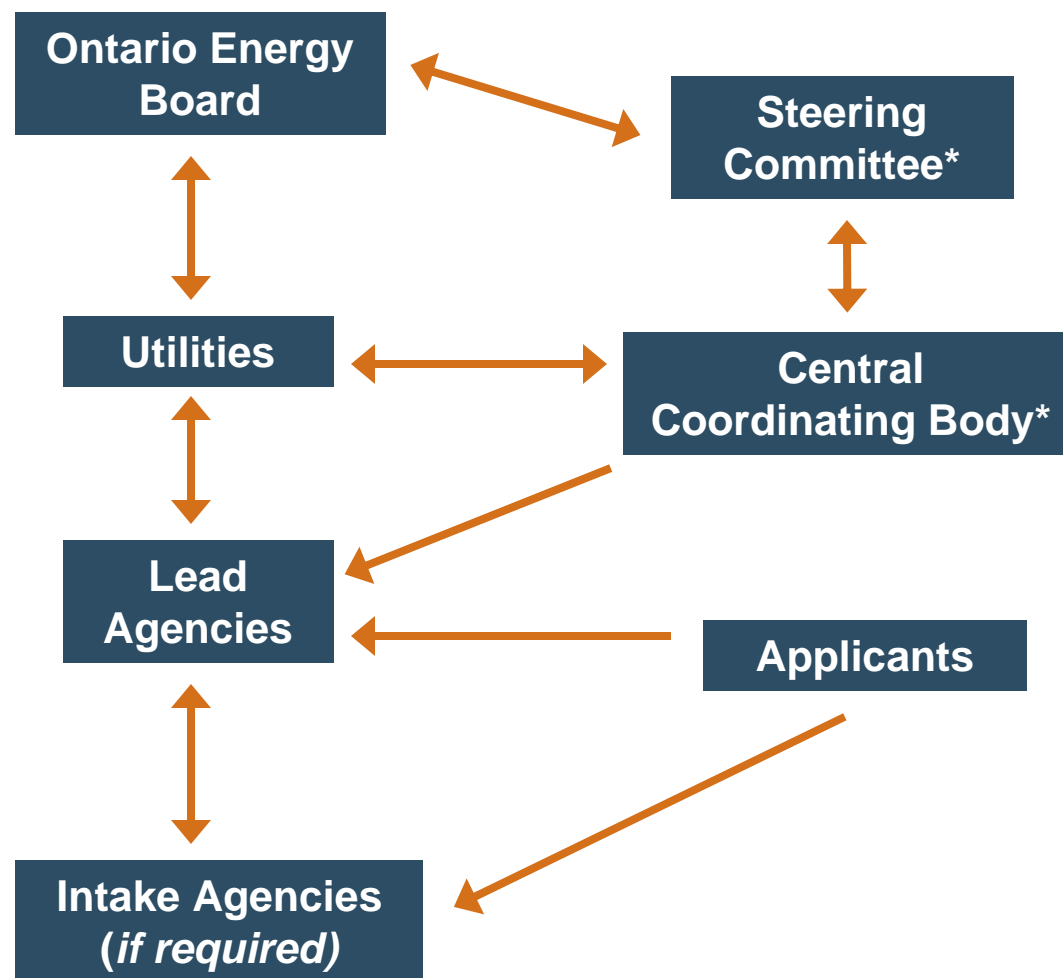 Ontario Energy
Board
Steering
Committee*
Utilities
Central
Coordinating Body*
Lead
Agencies
Applicants
Intake Agencies
(if required)